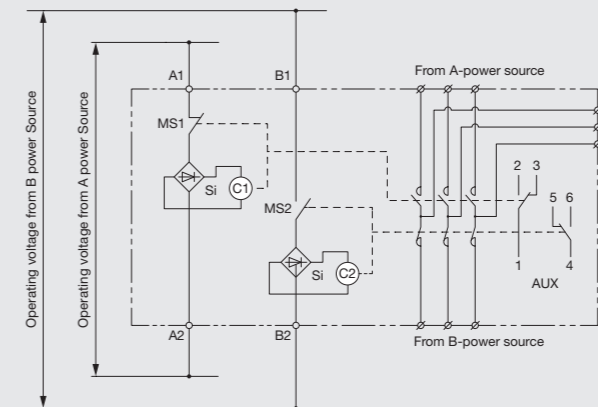 Operating voltage from B power Source
Operating voltage from A power Source
A1
B1
From A-power source
MS1
Si
C1
2 3
MS2
5 6
Si
C2
1
4
AUX
A2
B2
From B-power source